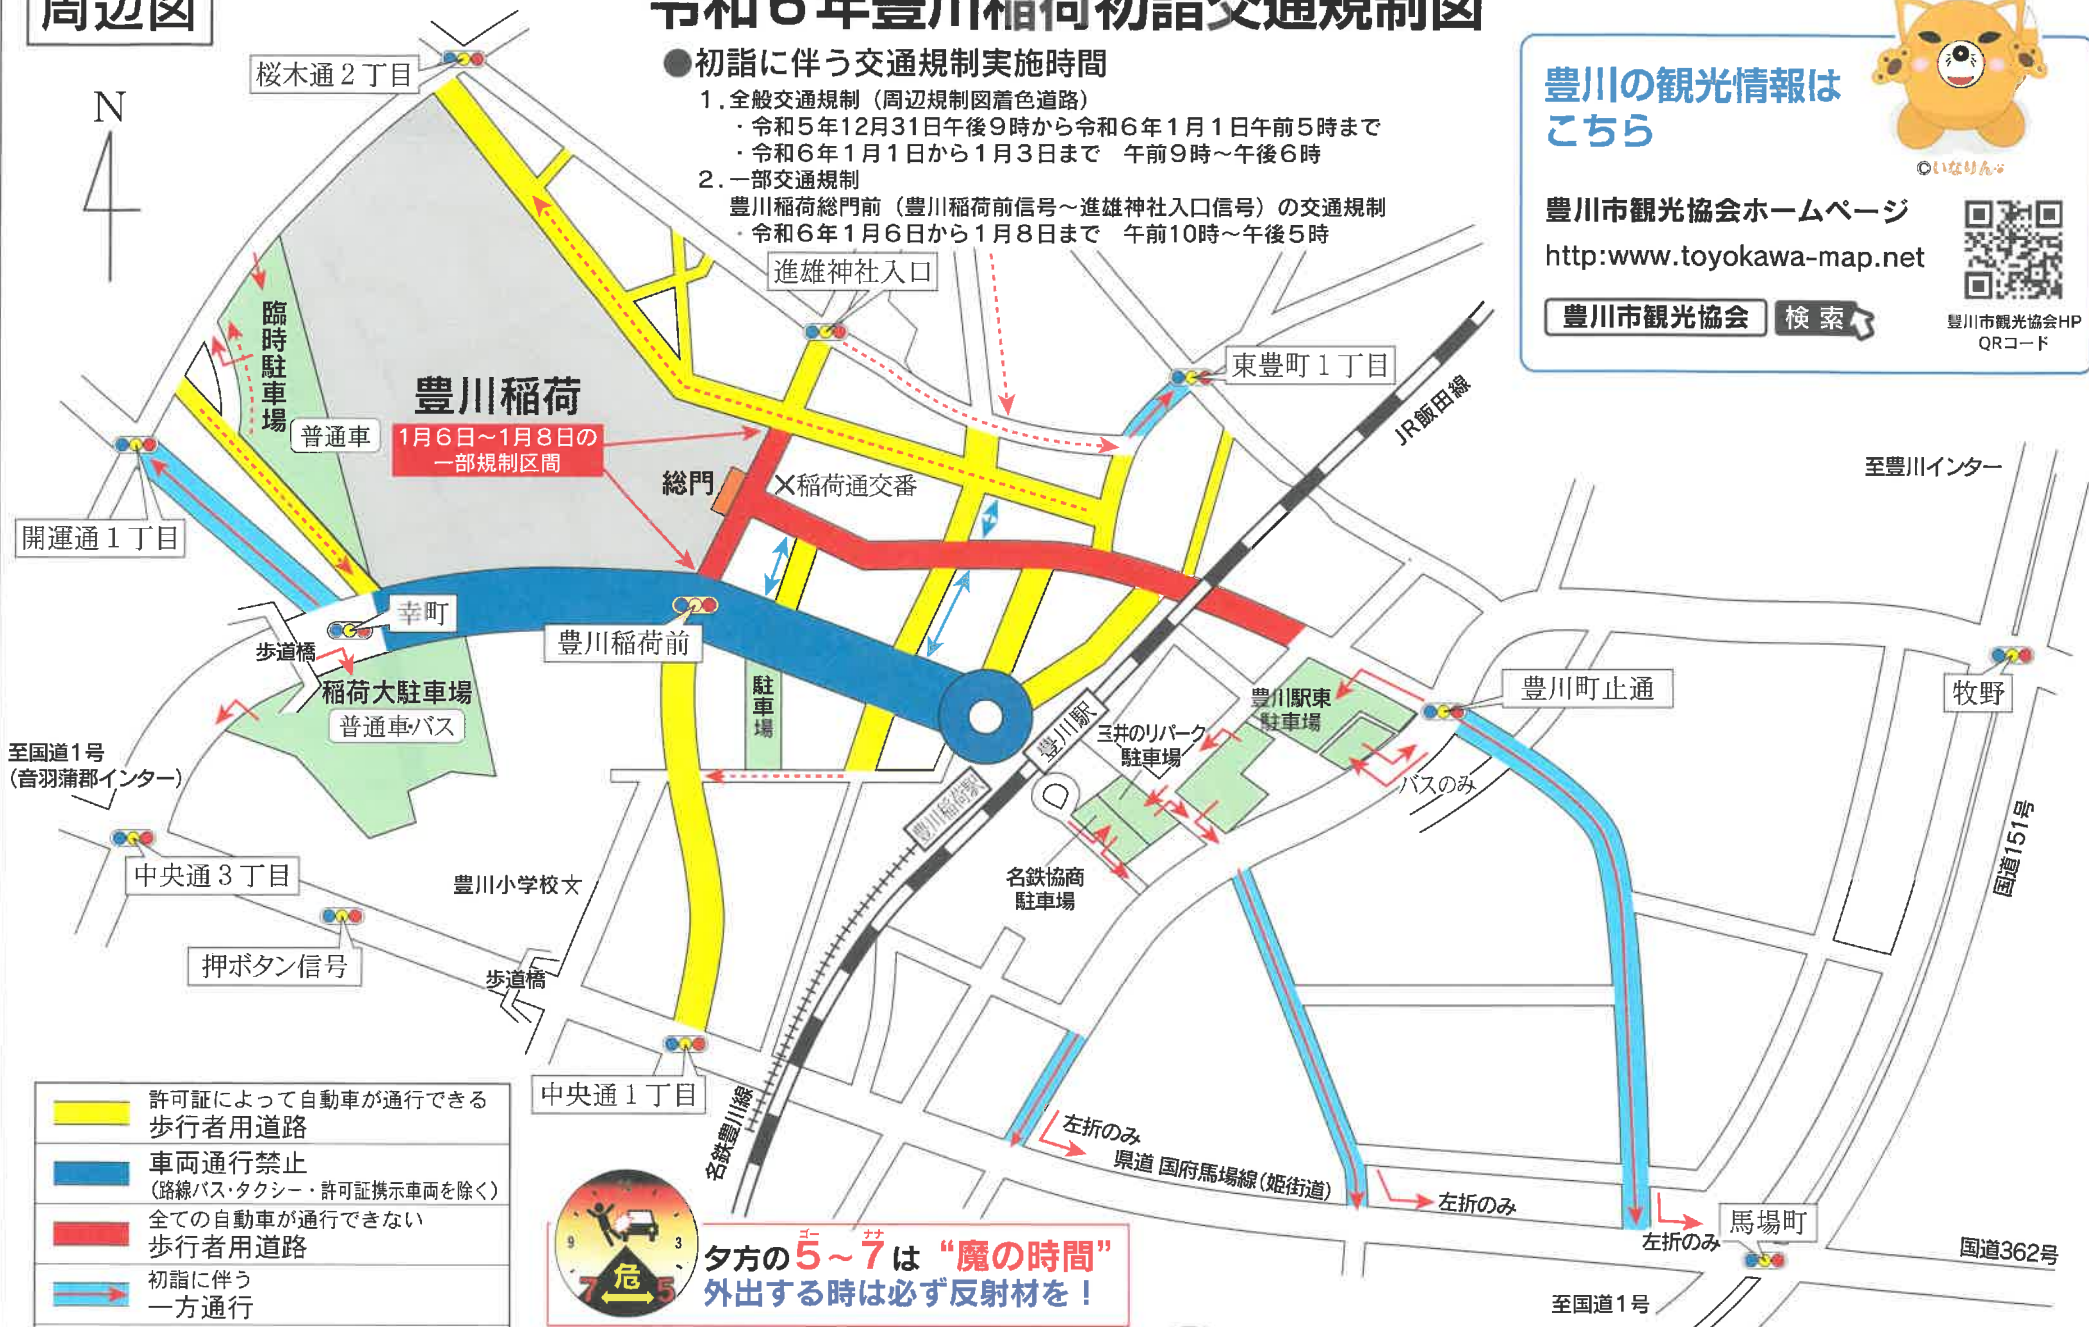 周辺図
令和6年豊川稲荷初詣交通規制図
●初詣に伴う交通規制実施時間
1.全般交通規制（周辺規制図着色道路）
・令和5年12月31日午後9時から令和6年1月1日午前5時まで
・令和6年1月1日から1月3日まで　午前9時～午後6時
2.一部交通規制
豊川稲荷総門前（豊川稲荷前信号～進雄神社入口信号）の交通規制
・令和6年1月6日から1月8日まで　午前10時～午後5時
豊川の観光情報は
こちら
©いなりん
豊川市観光協会ホームページ
http:www.toyokawa-map.net
豊川市観光協会 検索
豊川市観光協会HP
QRコード
桜木通2丁目
N
進雄神社入口
東豊町1丁目
JR飯田線
至豊川インター
臨時駐車場
普通車
豊川稲荷
1月6日～1月8日の
一部規制区間
総門
×稲荷通交番
開運通1丁目
幸町
歩道橋
豊川稲荷前
稲荷大駐車場
普通車・バス
駐車場
豊川駅
豊川稲荷駅
三井のリパーク
駐車場
豊川駅東
駐車場
豊川町止通
バスのみ
牧野
国道151号
至国道1号
(音羽蒲郡インター)
中央通3丁目
豊川小学校文
押ボタン信号
歩道橋
名鉄協商
駐車場
中央通1丁目
名鉄豊川線
左折のみ
県道 国府馬場線(姫街道)
左折のみ
左折のみ
馬場町
国道362号
至国道1号
許可証によって自動車が通行できる
歩行者用道路
車両通行禁止
(路線バス・タクシー・許可証携示車両を除く)
全ての自動車が通行できない
歩行者用道路
初詣に伴う
一方通行
9 3
7 危 5
ゴー ナナ
夕方の5～7は“魔の時間”
外出する時は必ず反射材を！